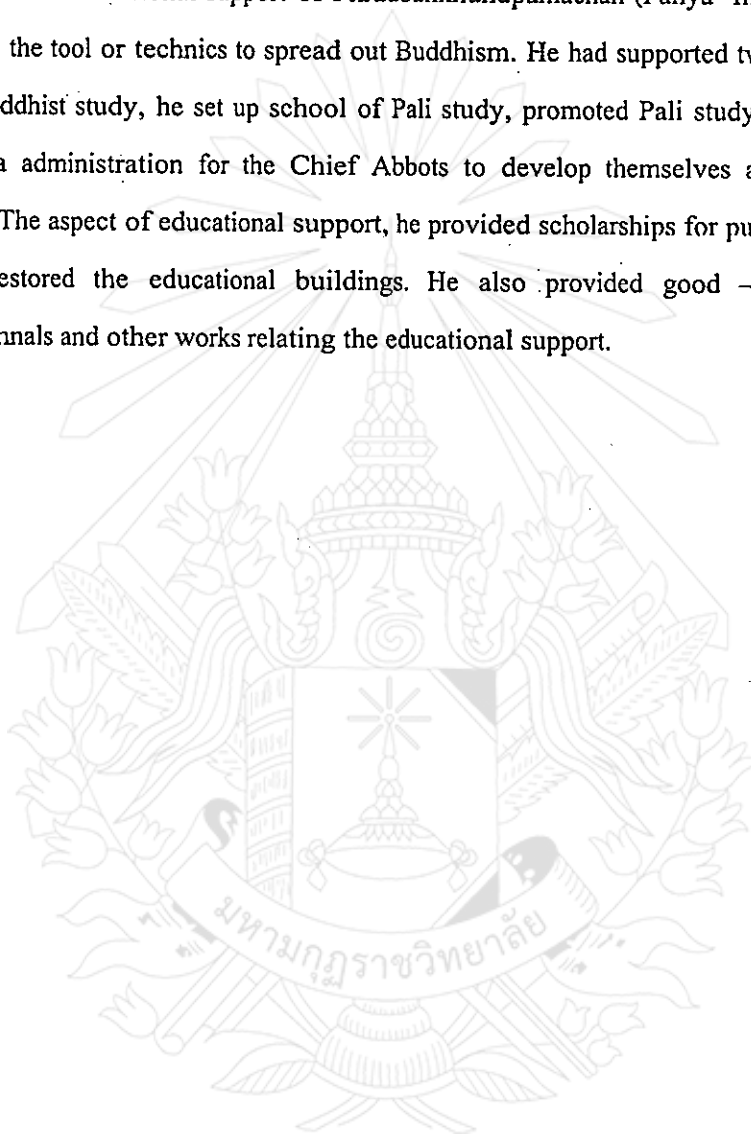 the tool or technics to spread out Buddhism. He had supported
ddhist study, he set up school of Pali study, promoted Pali study
a administration for the Chief Abbots to develop themselves a
The aspect of educational support, he provided scholarships for pu
estored the educational buildings. He also provided good –
nnals and other works relating the educational support.
มหามกุฏราชวิทยาลัย